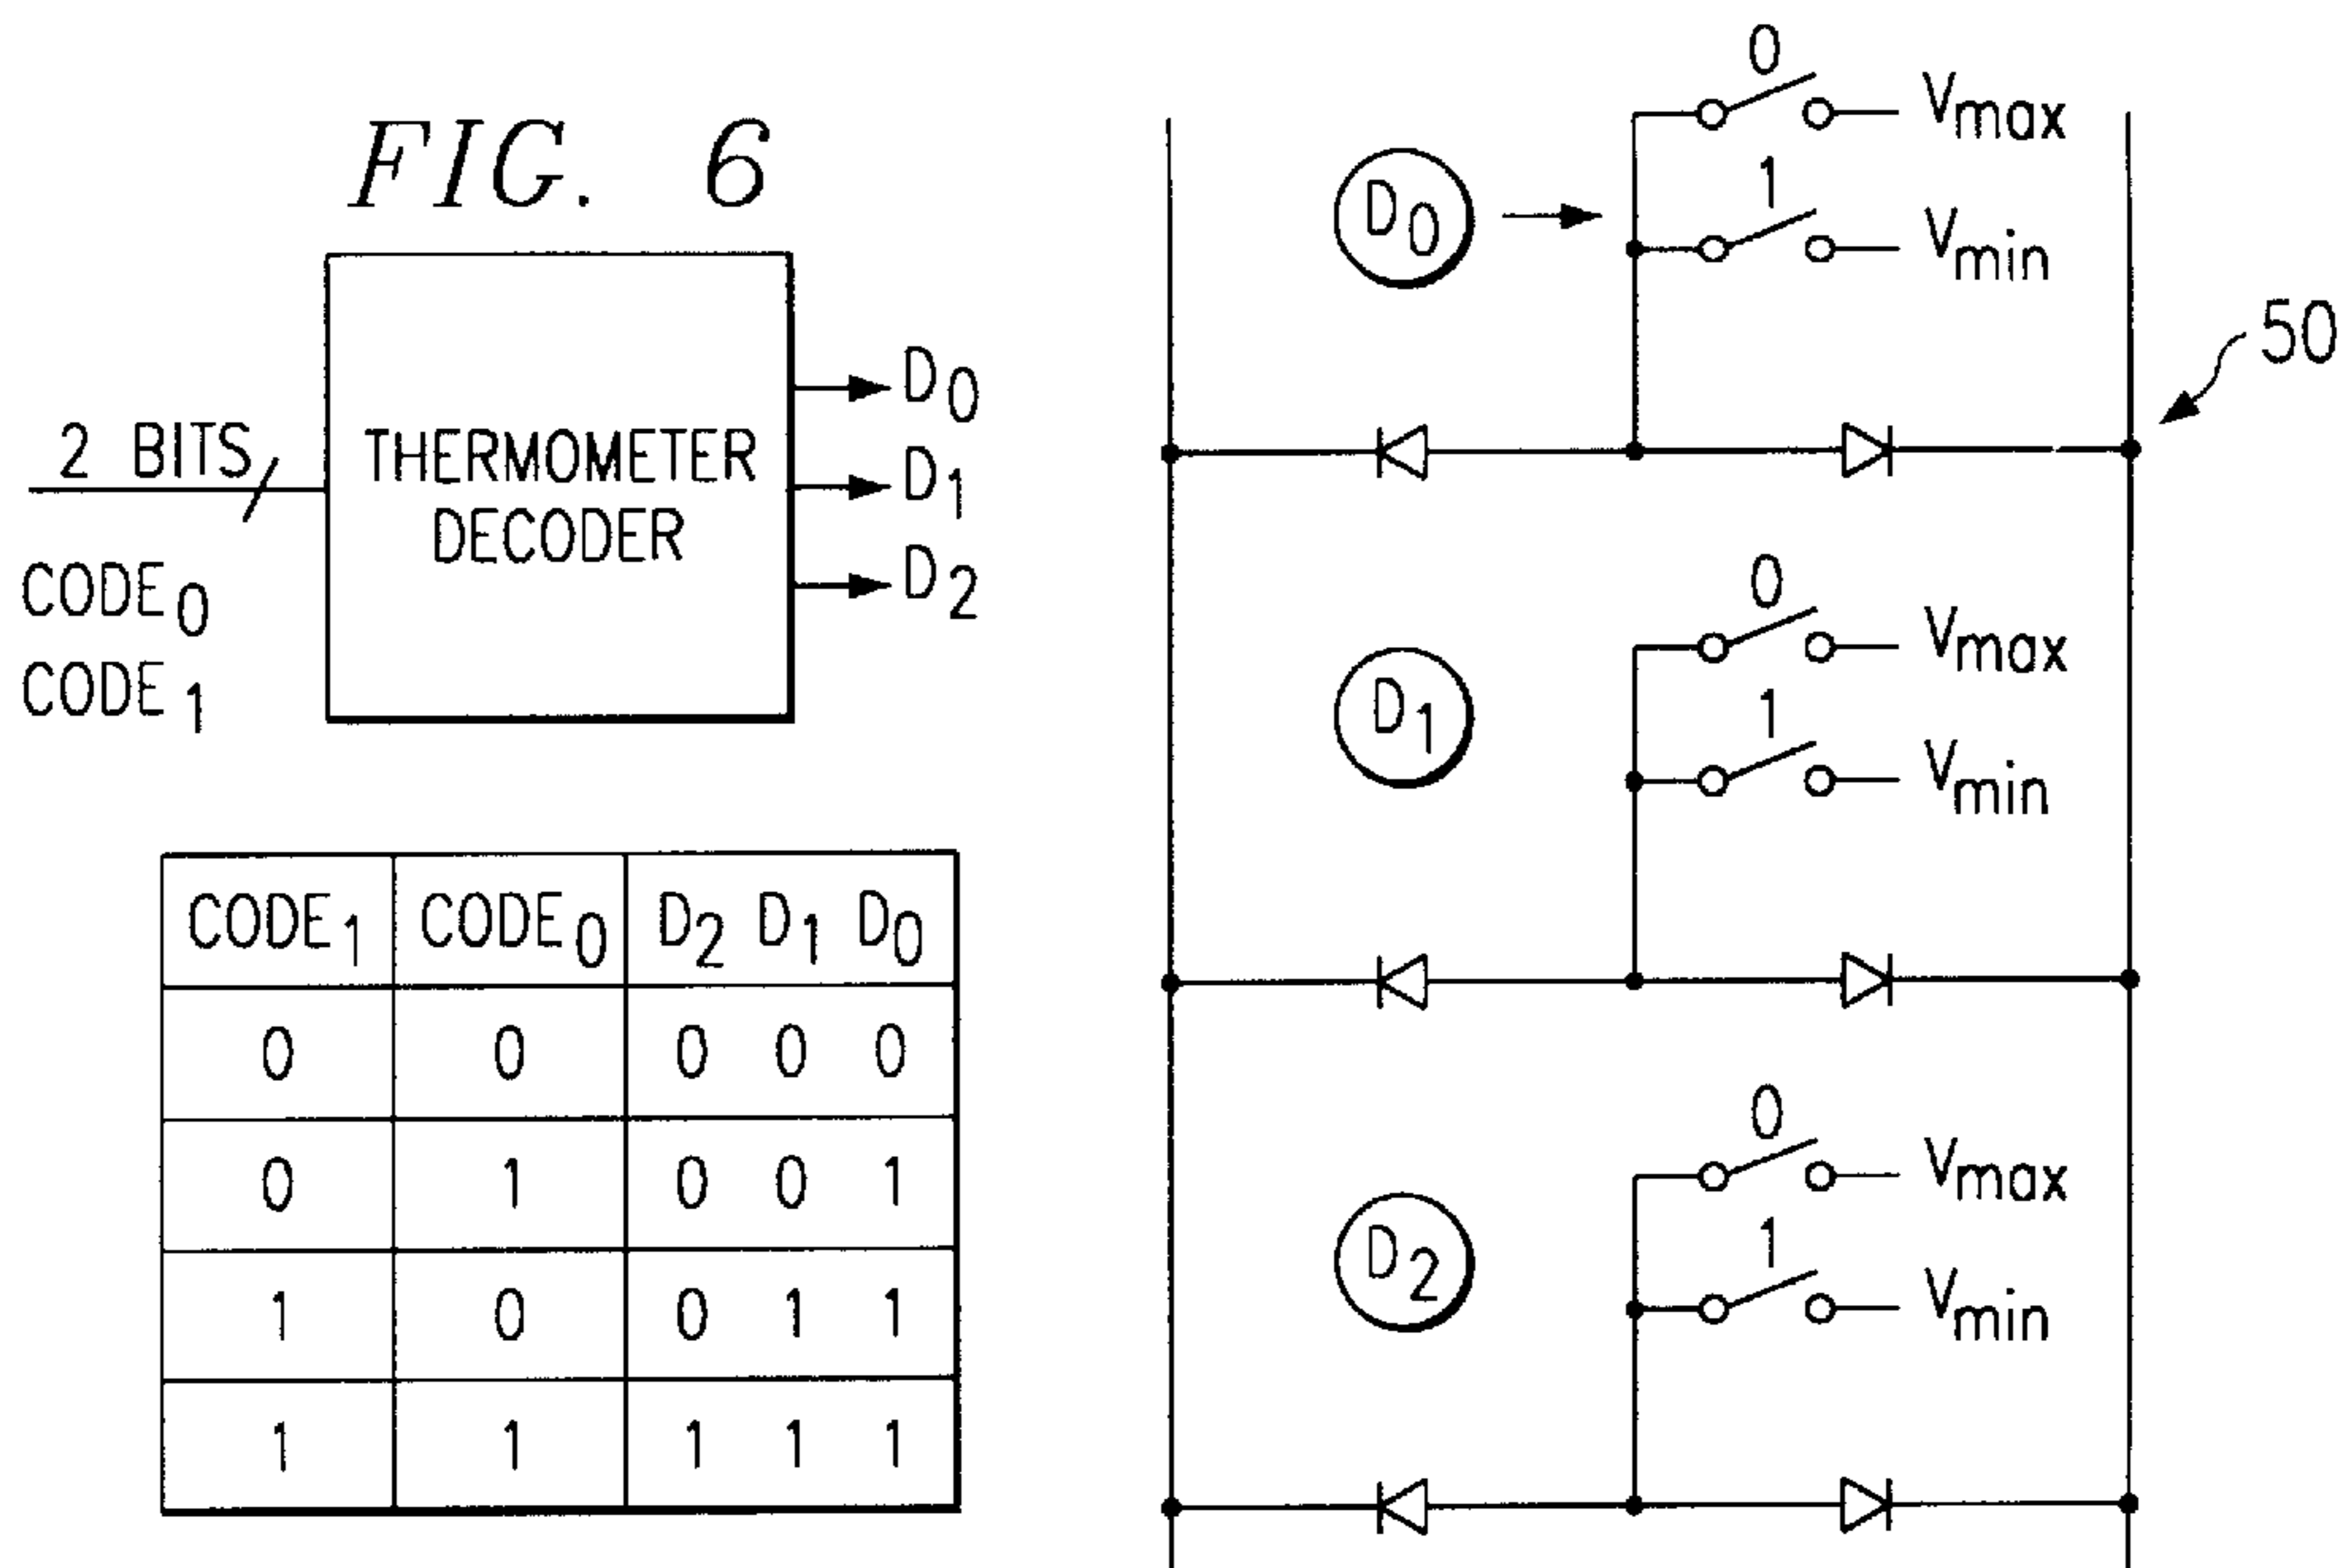 FIG. 6
2 BITS
CODE0
CODE1
THERMOMETER
DECODER
D0
D1
D2
CODE1 CODE0 D2 D1 D0
0 0 0 0 0
0 1 0 0 1
1 0 0 1 1
1 1 1 1 1
D0
0
Vmax
1
Vmin
50
D1
0
Vmax
1
Vmin
D2
0
Vmax
1
Vmin